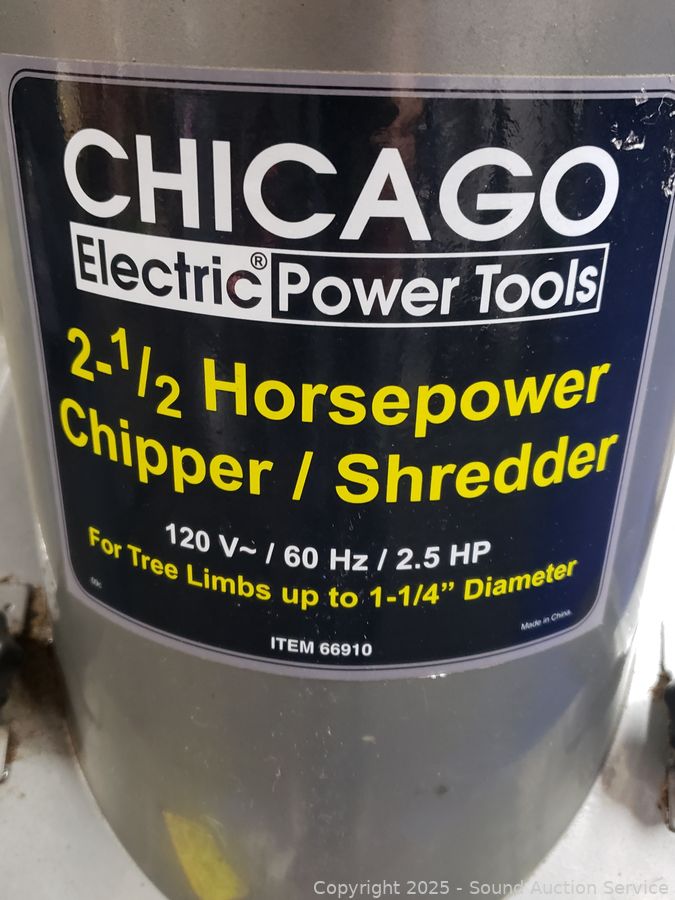 CHICAGO
Electric® Power Tools
2-1/2 Horsepower
Chipper / Shredder
120 V~ / 60 Hz / 2.5 HP
For Tree Limbs up to 1-1/4” Diameter
Made in China.
ITEM 66910
Copyright 2025 - Sound Auction Service